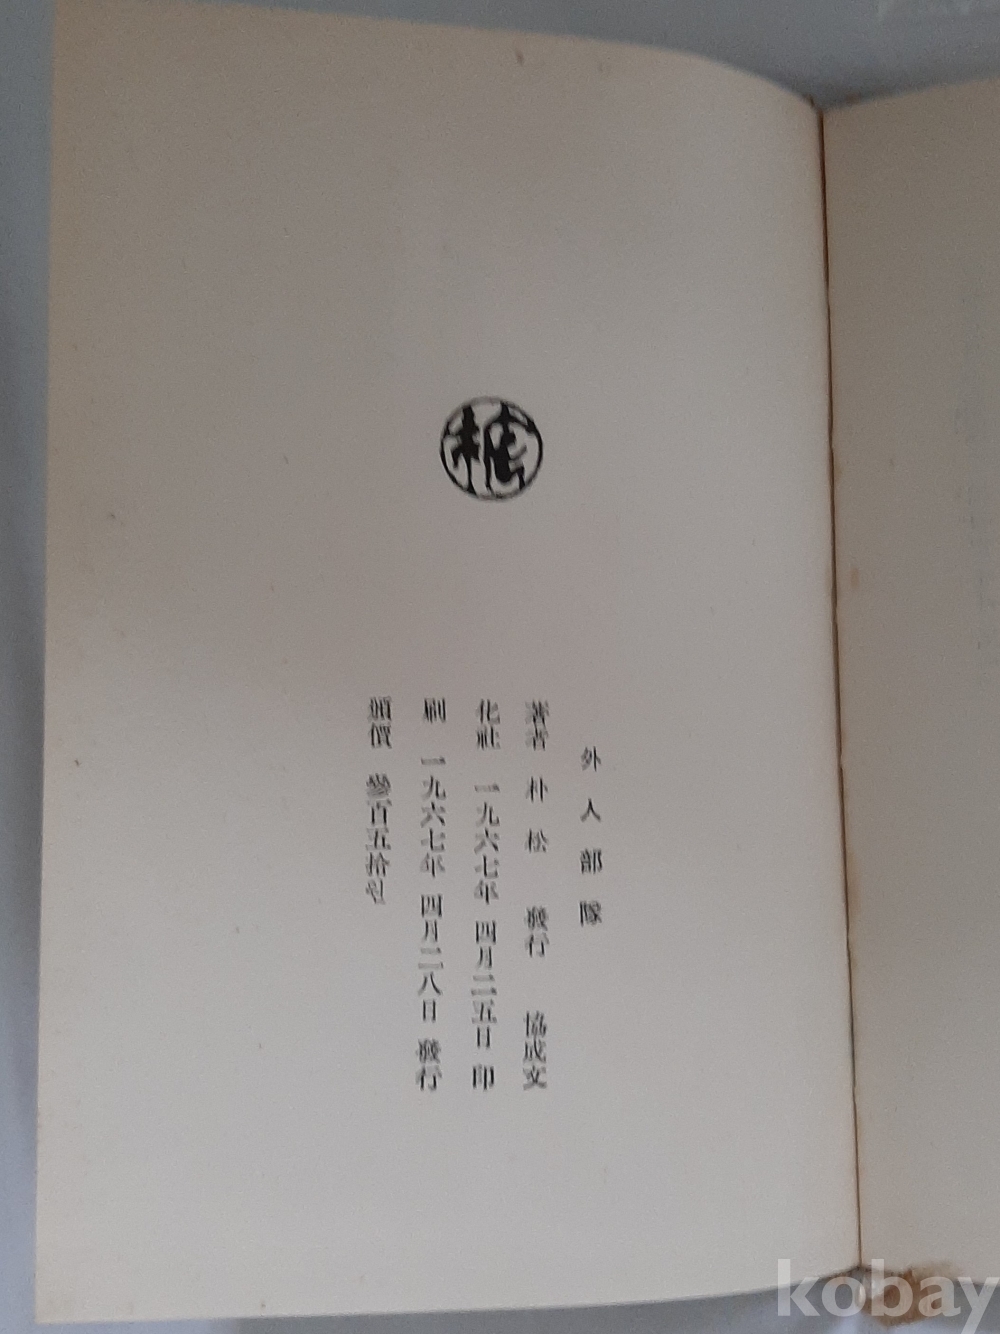 外人部隊
著者 朴松 發行 協成文
化社 一九六七年 四月二五日 印
刷 一九六七年 四月二八日 發行
頒價 參百五拾원
kobay